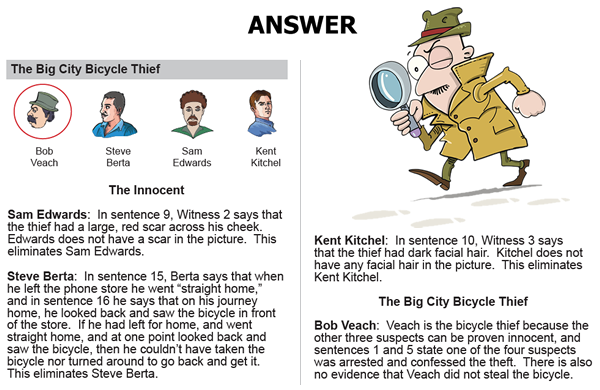 ANSWER
The Big City Bicycle Thief
Bob
Veach
Steve
Berta
Sam
Edwards
Kent
Kitchel
The Innocent
Sam Edwards:  In sentence 9, Witness 2 says that
the thief had a large, red scar across his cheek.
Edwards does not have a scar in the picture.  This
eliminates Sam Edwards.
Steve Berta:  In sentence 15, Berta says that when
he left the phone store he went “straight home,”
and in sentence 16 he says that on his journey
home, he looked back and saw the bicycle in front
of the store.  If he had left for home, and went
straight home, and at one point looked back and
saw the bicycle, then he couldn’t have taken the
bicycle nor turned around to go back and get it.
This eliminates Steve Berta.
Kent Kitchel:  In sentence 10, Witness 3 says
that the thief had dark facial hair.  Kitchel does not
have any facial hair in the picture.  This eliminates
Kent Kitchel.
The Big City Bicycle Thief
Bob Veach:  Veach is the bicycle thief because the
other three suspects can be proven innocent, and
sentences 1 and 5 state one of the four suspects
was arrested and confessed the theft.  There is also
no evidence that Veach did not steal the bicycle.